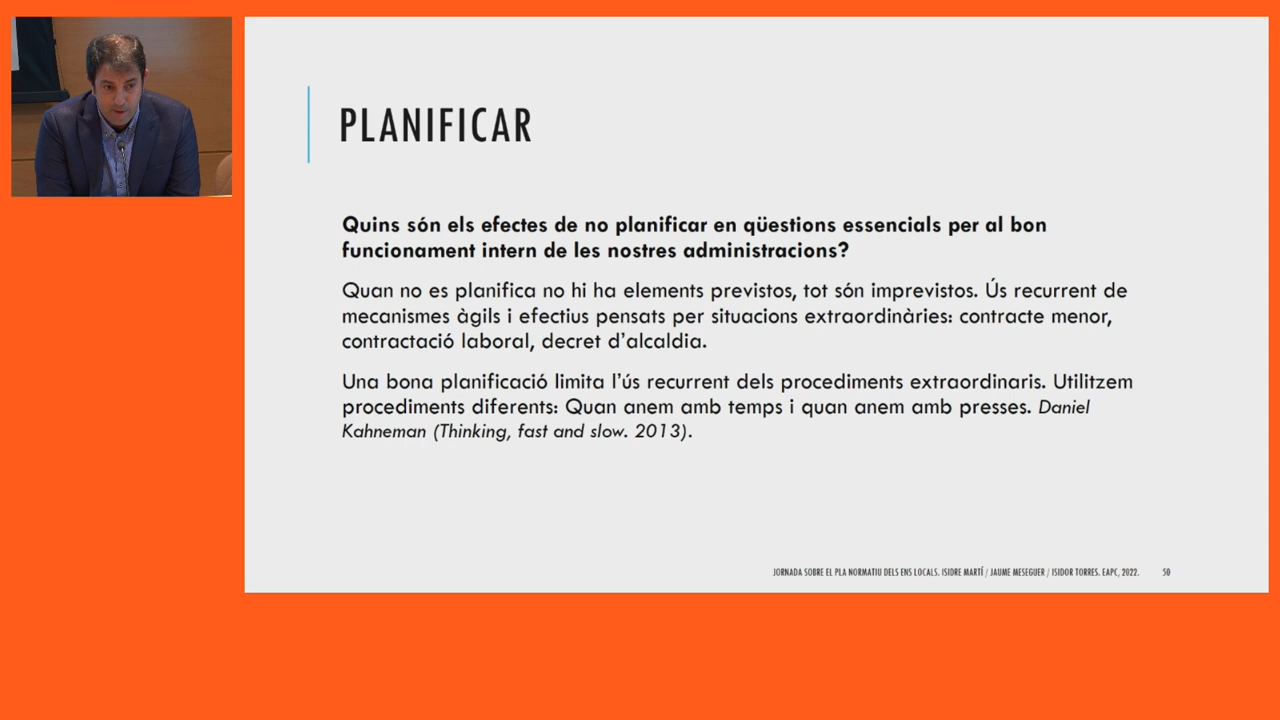 PLANIFICAR
Quins són els efectes de no planificar en qüestions essencials per al bon
funcionament intern de les nostres administracions?
Quan no es planifica no hi ha elements previstos, tot són imprevistos. Ús recurrent de
mecanismes àgils i efectius pensats per situacions extraordinàries: contracte menor,
contractació laboral, decret d'alcaldia.
Una bona planificació limita l'ús recurrent dels procediments extraordinaris. Utilitzem
procediments diferents: Quan anem amb temps i quan anem amb presses. Daniel
Kahneman (Thinking, fast and slow. 2013).
JORNADA SOBRE EL PLA NORMATIU DELS ENS LOCALS. ISIDRE MARTÍ / JAUME MESEGUER / ISIDOR TORRES. EAPC, 2022. 50